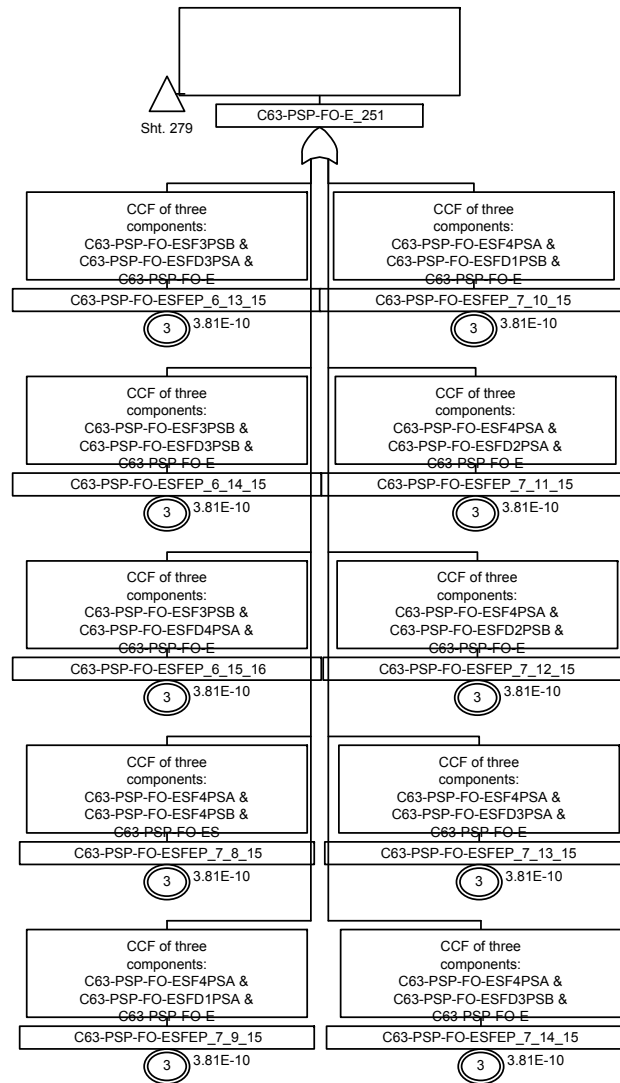 C63-PSP-FO-E_251
Sht. 279
CCF of three
components:
C63-PSP-FO-ESF3PSB &
C63-PSP-FO-ESFD3PSA &
C63-PSP-FO-E
C63-PSP-FO-ESFEP_6_13_15
3
3.81E-10
CCF of three
components:
C63-PSP-FO-ESF4PSA &
C63-PSP-FO-ESFD1PSB &
C63-PSP-FO-E
C63-PSP-FO-ESFEP_7_10_15
3
3.81E-10
CCF of three
components:
C63-PSP-FO-ESF3PSB &
C63-PSP-FO-ESFD3PSB &
C63-PSP-FO-E
C63-PSP-FO-ESFEP_6_14_15
3
3.81E-10
CCF of three
components:
C63-PSP-FO-ESF4PSA &
C63-PSP-FO-ESFD2PSA &
C63-PSP-FO-E
C63-PSP-FO-ESFEP_7_11_15
3
3.81E-10
CCF of three
components:
C63-PSP-FO-ESF3PSB &
C63-PSP-FO-ESFD4PSA &
C63-PSP-FO-E
C63-PSP-FO-ESFEP_6_15_16
3
3.81E-10
CCF of three
components:
C63-PSP-FO-ESF4PSA &
C63-PSP-FO-ESFD2PSB &
C63-PSP-FO-E
C63-PSP-FO-ESFEP_7_12_15
3
3.81E-10
CCF of three
components:
C63-PSP-FO-ESF4PSA &
C63-PSP-FO-ESF4PSB &
C63-PSP-FO-ES
C63-PSP-FO-ESFEP_7_8_15
3
3.81E-10
CCF of three
components:
C63-PSP-FO-ESF4PSA &
C63-PSP-FO-ESFD3PSA &
C63-PSP-FO-E
C63-PSP-FO-ESFEP_7_13_15
3
3.81E-10
CCF of three
components:
C63-PSP-FO-ESF4PSA &
C63-PSP-FO-ESFD1PSA &
C63-PSP-FO-E
C63-PSP-FO-ESFEP_7_9_15
3
3.81E-10
CCF of three
components:
C63-PSP-FO-ESF4PSA &
C63-PSP-FO-ESFD3PSB &
C63-PSP-FO-E
C63-PSP-FO-ESFEP_7_14_15
3
3.81E-10